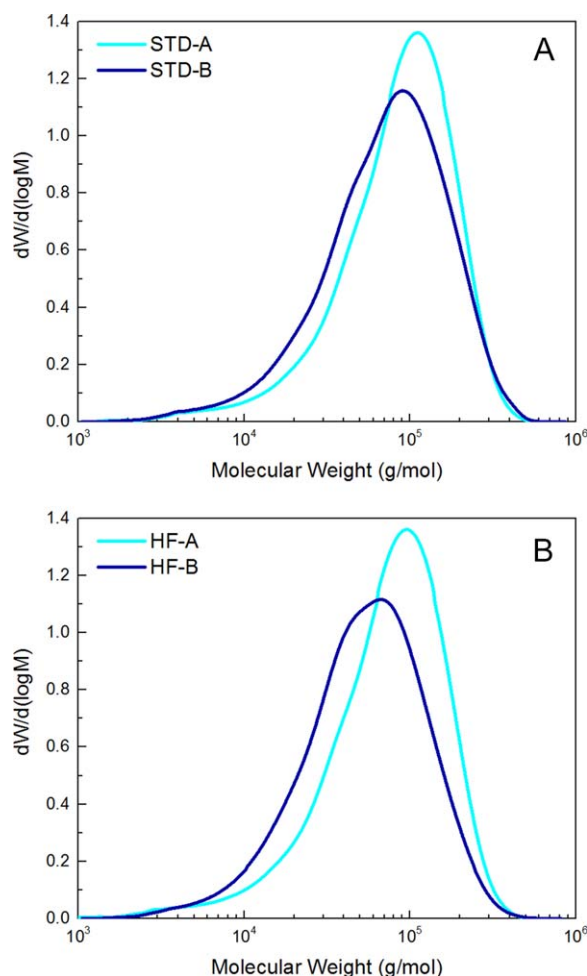 A
STD-A
STD-B
dW/d(logM)
1.4
1.2
1.0
0.8
0.6
0.4
0.2
0.0
10³ 10⁴ 10⁵ 10⁶
Molecular Weight (g/mol)
B
HF-A
HF-B
dW/d(logM)
1.4
1.2
1.0
0.8
0.6
0.4
0.2
0.0
10³ 10⁴ 10⁵ 10⁶
Molecular Weight (g/mol)